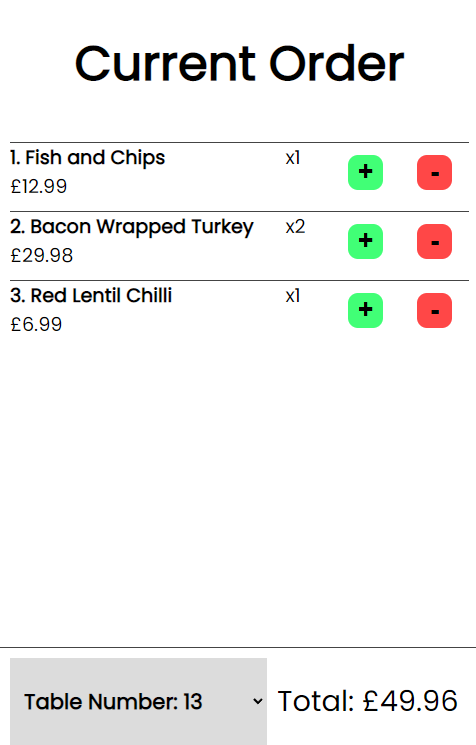 Current Order
1. Fish and Chips x1 + -
£12.99
2. Bacon Wrapped Turkey x2 + -
£29.98
3. Red Lentil Chilli x1 + -
£6.99
Table Number: 13 Total: £49.96